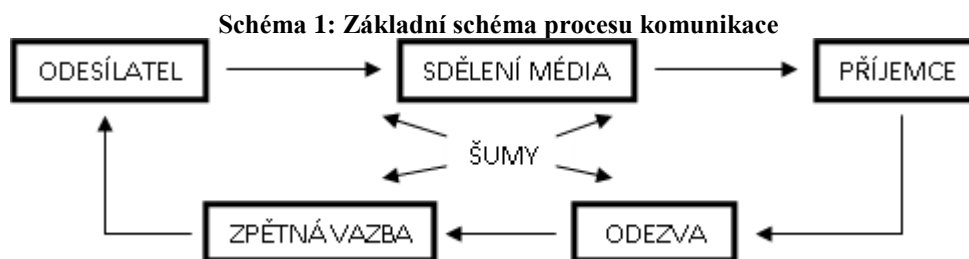 Schéma 1: Základní schéma procesu komunikace
ODESÍLATEL
SDĚLENÍ MÉDIA
PŘÍJEMCE
ŠUMY
ZPĚTNÁ VAZBA
ODEZVA